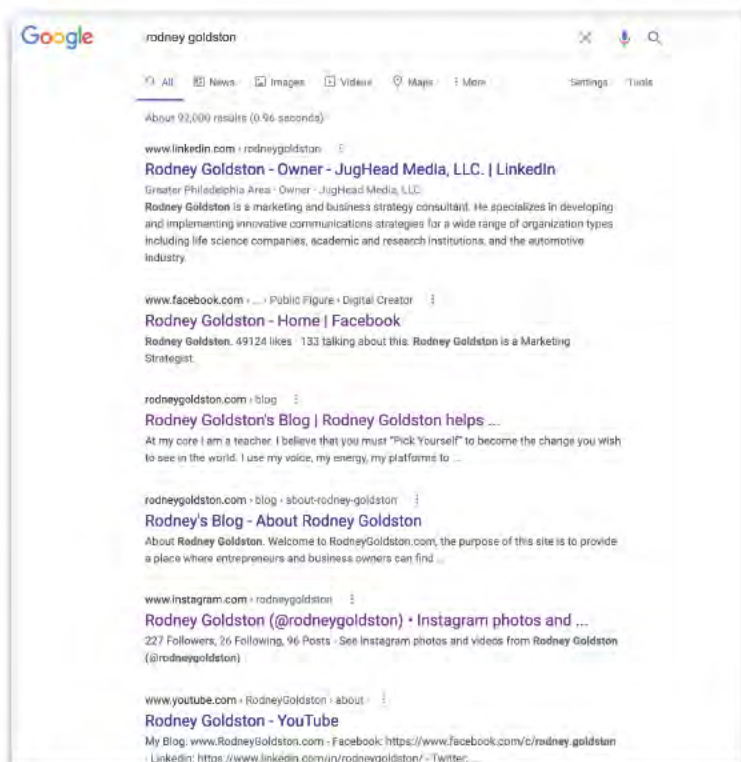 Google
rodney goldston
All News Images Videos Maps More Settings Tools
About 92,000 results (0.96 seconds)
www.linkedin.com › rodneygoldston
Rodney Goldston - Owner - JugHead Media, LLC. | LinkedIn
Greater Philadelphia Area · Owner · JugHead Media, LLC
Rodney Goldston is a marketing and business strategy consultant. He specializes in developing
and implementing innovative communications strategies for a wide range of organization types
including life science companies, academic and research institutions, and the automotive
industry.
www.facebook.com › ... › Public Figure › Digital Creator
Rodney Goldston - Home | Facebook
Rodney Goldston. 49124 likes · 133 talking about this. Rodney Goldston is a Marketing
Strategist.
rodneygoldston.com › blog
Rodney Goldston's Blog | Rodney Goldston helps ...
At my core I am a teacher. I believe that you must "Pick Yourself" to become the change you wish
to see in the world. I use my voice, my energy, my platforms to ...
rodneygoldston.com › blog › about-rodney-goldston
Rodney's Blog - About Rodney Goldston
About Rodney Goldston. Welcome to RodneyGoldston.com, the purpose of this site is to provide
a place where entrepreneurs and business owners can find ...
www.instagram.com › rodneygoldston
Rodney Goldston (@rodneygoldston) • Instagram photos and ...
227 Followers, 26 Following, 96 Posts - See Instagram photos and videos from Rodney Goldston
(@rodneygoldston)
www.youtube.com › RodneyGoldston › about
Rodney Goldston - YouTube
My Blog: www.RodneyGoldston.com - Facebook: https://www.facebook.com/c/rodney.goldston
- Linkedin: https://www.linkedin.com/in/rodneygoldston/ - Twitter: ...